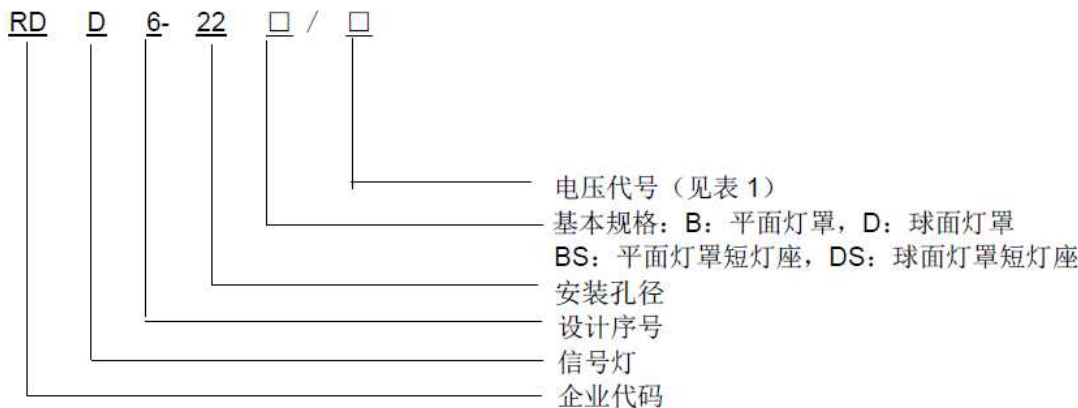 RD D 6- 22 □ / □
电压代号（见表 1）
基本规格：B：平面灯罩，D：球面灯罩
BS：平面灯罩短灯座，DS：球面灯罩短灯座
安装孔径
设计序号
信号灯
企业代码